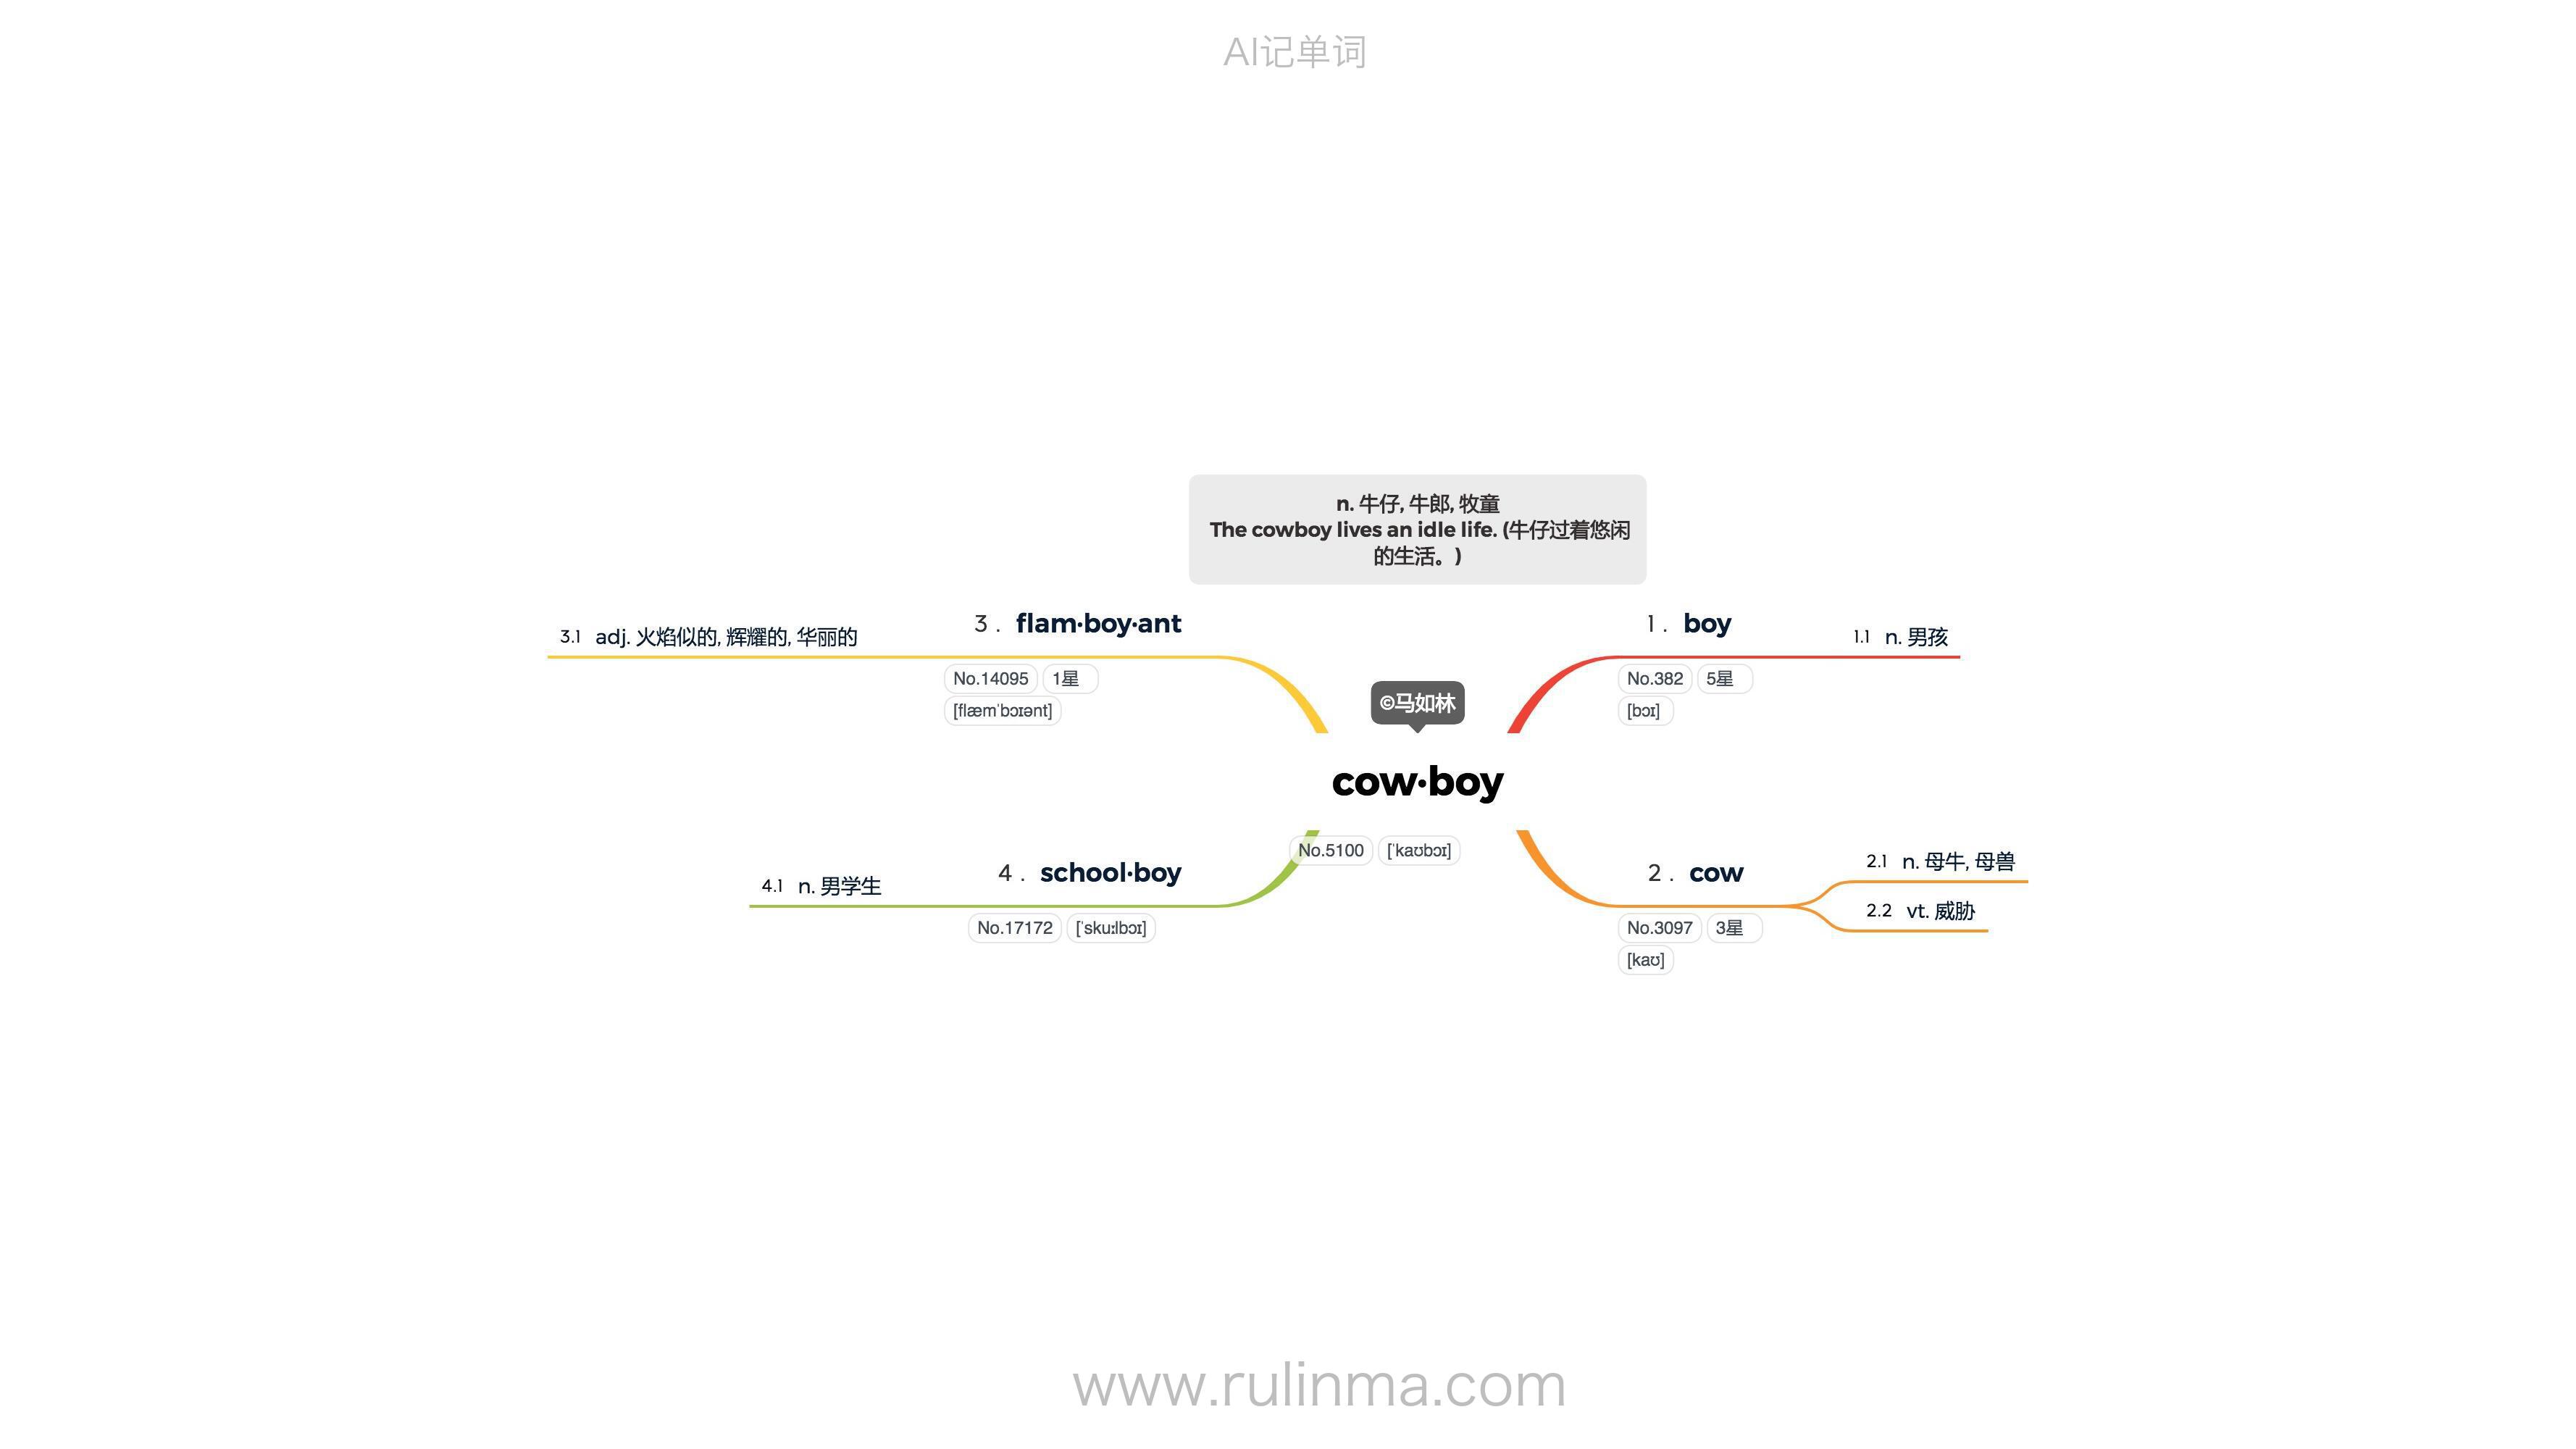 AI记单词
n. 牛仔, 牛郎, 牧童
The cowboy lives an idle life. (牛仔过着悠闲
的生活。)
©马如林
cow·boy
No.5100 [ˈkaʊbɔɪ]
1 . boy
No.382 5星
[bɔɪ]
1.1 n. 男孩
2 . cow
No.3097 3星
[kaʊ]
2.1 n. 母牛, 母兽
2.2 vt. 威胁
3 . flam·boy·ant
No.14095 1星
[flæmˈbɔɪənt]
3.1 adj. 火焰似的, 辉耀的, 华丽的
4 . school·boy
No.17172 [ˈskuːlbɔɪ]
4.1 n. 男学生
www.rulinma.com